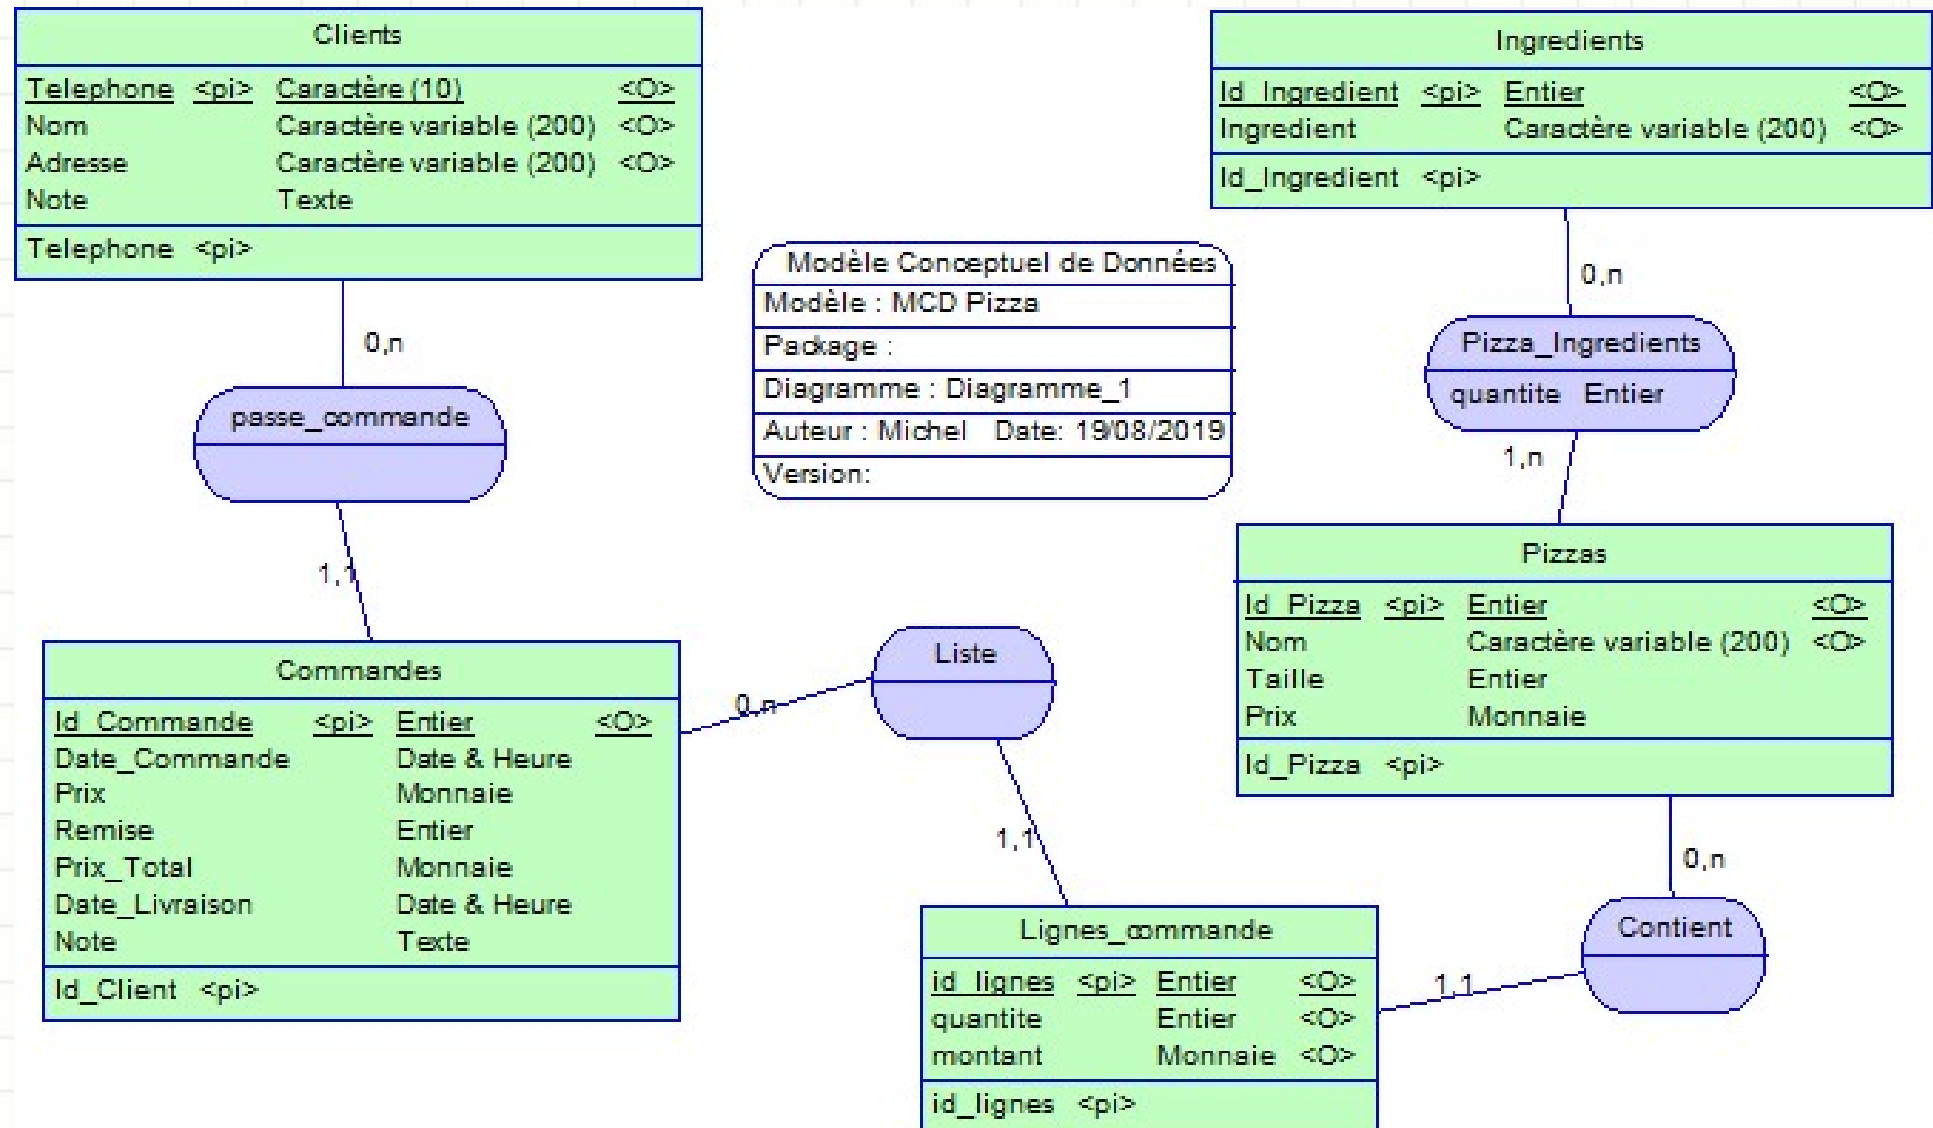 Clients
Telephone <pi> Caractère (10) <O>
Nom Caractère variable (200) <O>
Adresse Caractère variable (200) <O>
Note Texte
Telephone <pi>
0,n
passe_commande
1,1
Commandes
Id_Commande <pi> Entier <O>
Date_Commande Date & Heure
Prix Monnaie
Remise Entier
Prix_Total Monnaie
Date_Livraison Date & Heure
Note Texte
Id_Client <pi>
Modèle Conceptuel de Données
Modèle : MCD Pizza
Package :
Diagramme : Diagramme_1
Auteur : Michel Date: 19/08/2019
Version:
0,n
Liste
1,1
Lignes_commande
id_lignes <pi> Entier <O>
quantite Entier <O>
montant Monnaie <O>
id_lignes <pi>
Ingredients
Id_Ingredient <pi> Entier <O>
Ingredient Caractère variable (200) <O>
Id_Ingredient <pi>
0,n
Pizza_Ingredients
quantite Entier
1,n
Pizzas
Id_Pizza <pi> Entier <O>
Nom Caractère variable (200) <O>
Taille Entier
Prix Monnaie
Id_Pizza <pi>
0,n
Contient
1,1